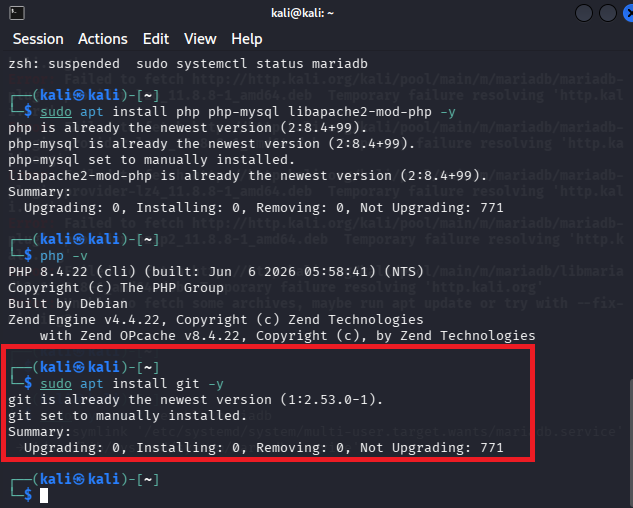 kali@kali: ~
Session Actions Edit View Help
zsh: suspended  sudo systemctl status mariadb
┌──(kali㉿kali)-[~]
└─$ sudo apt install php php-mysql libapache2-mod-php -y
php is already the newest version (2:8.4+99).
php-mysql is already the newest version (2:8.4+99).
php-mysql set to manually installed.
libapache2-mod-php is already the newest version (2:8.4+99).
Summary:
  Upgrading: 0, Installing: 0, Removing: 0, Not Upgrading: 771
┌──(kali㉿kali)-[~]
└─$ php -v
PHP 8.4.22 (cli) (built: Jun  6 2026 05:58:41) (NTS)
Copyright (c) The PHP Group
Built by Debian
Zend Engine v4.4.22, Copyright (c) Zend Technologies
    with Zend OPcache v8.4.22, Copyright (c), by Zend Technologies
┌──(kali㉿kali)-[~]
└─$ sudo apt install git -y
git is already the newest version (1:2.53.0-1).
git set to manually installed.
Summary:
  Upgrading: 0, Installing: 0, Removing: 0, Not Upgrading: 771
┌──(kali㉿kali)-[~]
└─$